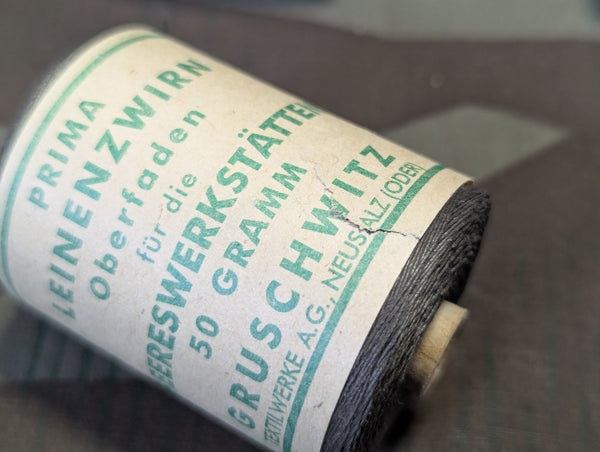 PRIMA
LEINENZWIRN
Oberfaden
für die
HEERESWERKSTÄTTEN
50 GRAMM
GRUSCHWITZ
TEXTILWERKE A.G., NEUSALZ (ODER)